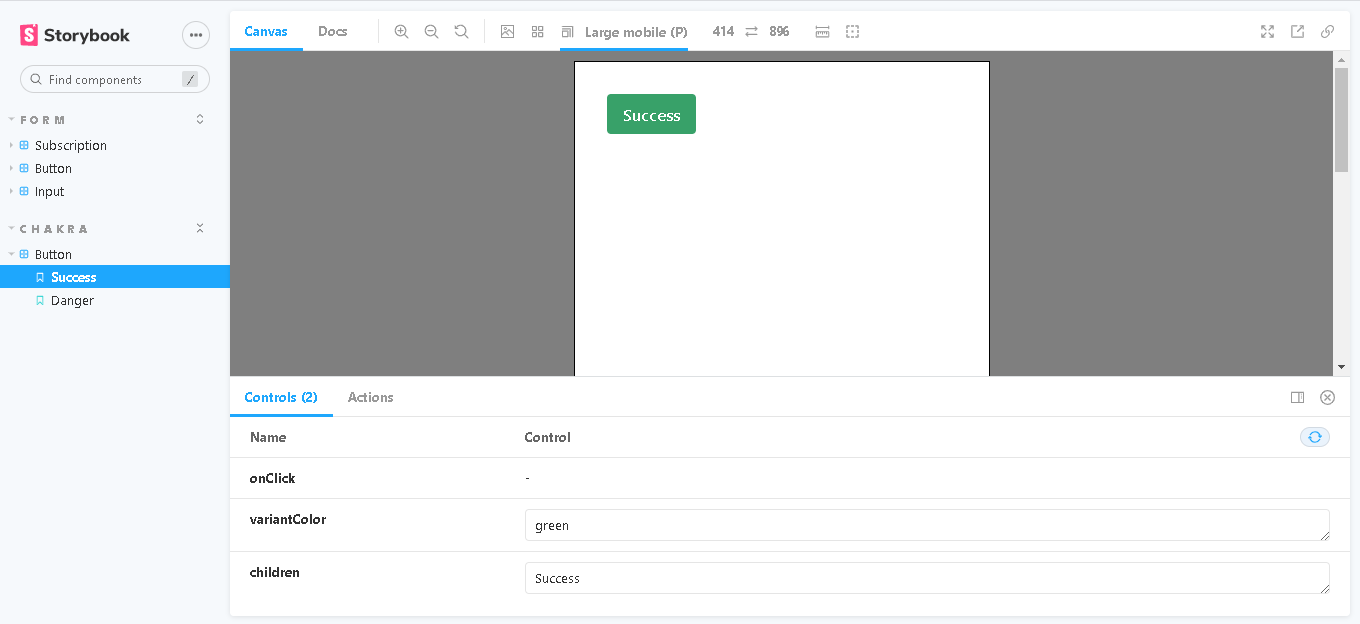 Storybook
Find components /
FORM
Subscription
Button
Input
CHAKRA
Button
Success
Danger
Canvas Docs Large mobile (P) 414 896
Success
Controls (2) Actions
Name Control
onClick -
variantColor green
children Success